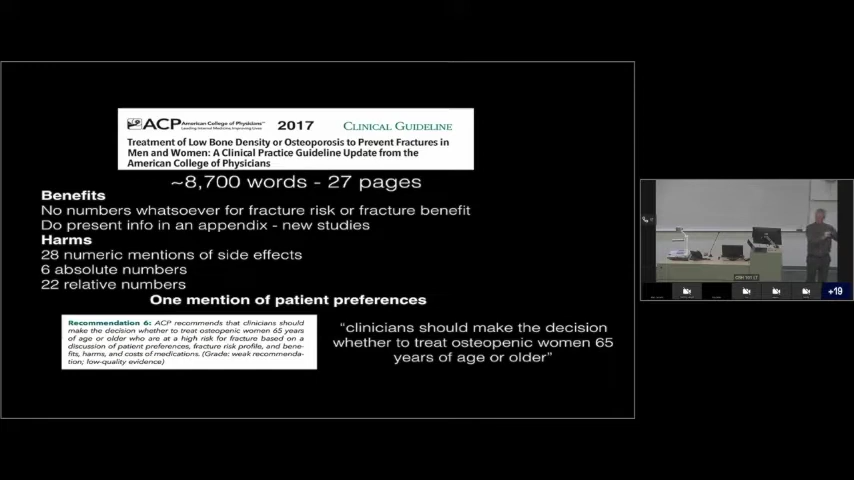 ACP American College of Physicians™
Leading Internal Medicine, Improving Lives
2017
CLINICAL GUIDELINE
Treatment of Low Bone Density or Osteoporosis to Prevent Fractures in
Men and Women: A Clinical Practice Guideline Update from the
American College of Physicians
~8,700 words - 27 pages
Benefits
No numbers whatsoever for fracture risk or fracture benefit
Do present info in an appendix - new studies
Harms
28 numeric mentions of side effects
6 absolute numbers
22 relative numbers
One mention of patient preferences
Recommendation 6: ACP recommends that clinicians should
make the decision whether to treat osteopenic women 65 years
of age or older who are at a high risk for fracture based on a
discussion of patient preferences, fracture risk profile, and bene-
fits, harms, and costs of medications. (Grade: weak recommenda-
tion; low-quality evidence)
"clinicians should make the decision
whether to treat osteopenic women 65
years of age or older"
+19